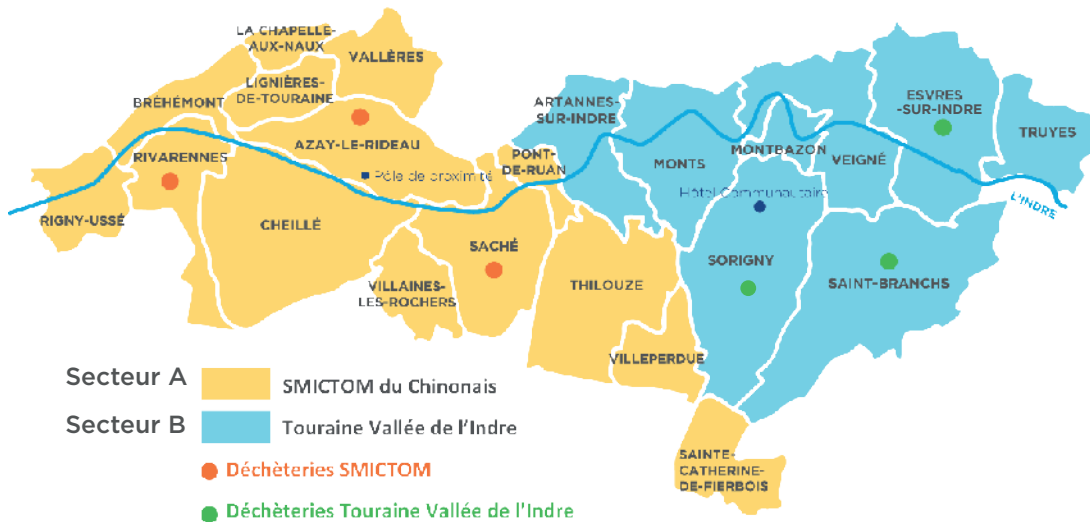 LA CHAPELLE-
AUX-NAUX
VALLÈRES
LIGNIÈRES-
DE-TOURAINE
BRÉHÉMONT
ARTANNES-
SUR-INDRE
ESVRES
-SUR-INDRE
TRUYES
RIVARENNES
AZAY-LE-RIDEAU
PONT-
DE-RUAN
MONTS
MONTBAZON
VEIGNÉ
Pôle de proximité
Hôtel Communautaire
L'INDRE
RIGNY-USSÉ
CHEILLÉ
SACHÉ
SORIGNY
VILLAINES-
LES-ROCHERS
THILOUZE
SAINT-BRANCHS
VILLEPERDUE
Secteur A
SMICTOM du Chinonais
Secteur B
Touraine Vallée de l'Indre
SAINTE-
CATHERINE-
DE-FIERBOIS
Déchèteries SMICTOM
Déchèteries Touraine Vallée de l'Indre